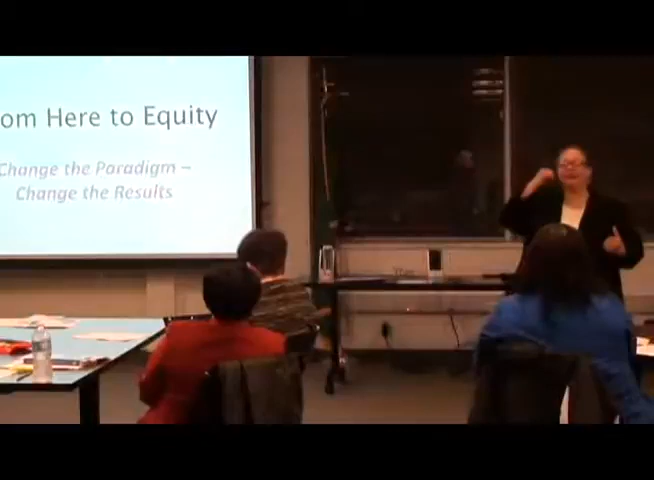 om Here to Equity
Change the Paradigm –
Change the Results